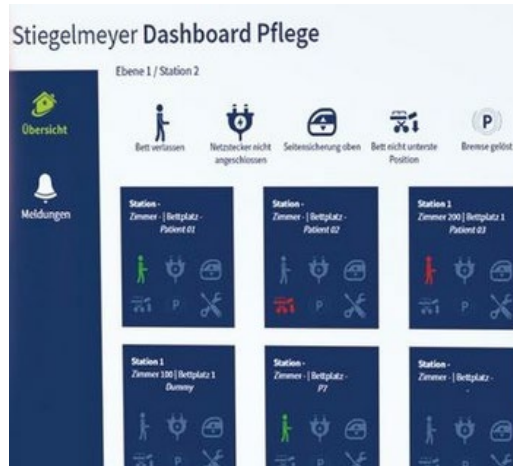 Stiegelmeyer Dashboard Pflege
Ebene 1 / Station 2
Übersicht
Meldungen
Bett verlassen
Netzstecker nicht
angeschlossen
Seitensicherung oben
Bett nicht unterste
Position
P
Bremse gelöst
Station -
Zimmer - | Bettplatz -
Patient 01
P
Station -
Zimmer - | Bettplatz -
Patient 02
P
Station 1
Zimmer 200 | Bettplatz 1
Patient 03
P
Station 1
Zimmer 100 | Bettplatz 1
Dummy
P
Station -
Zimmer - | Bettplatz -
P7
P
Station -
Zimmer - | Bettplatz -
-
P